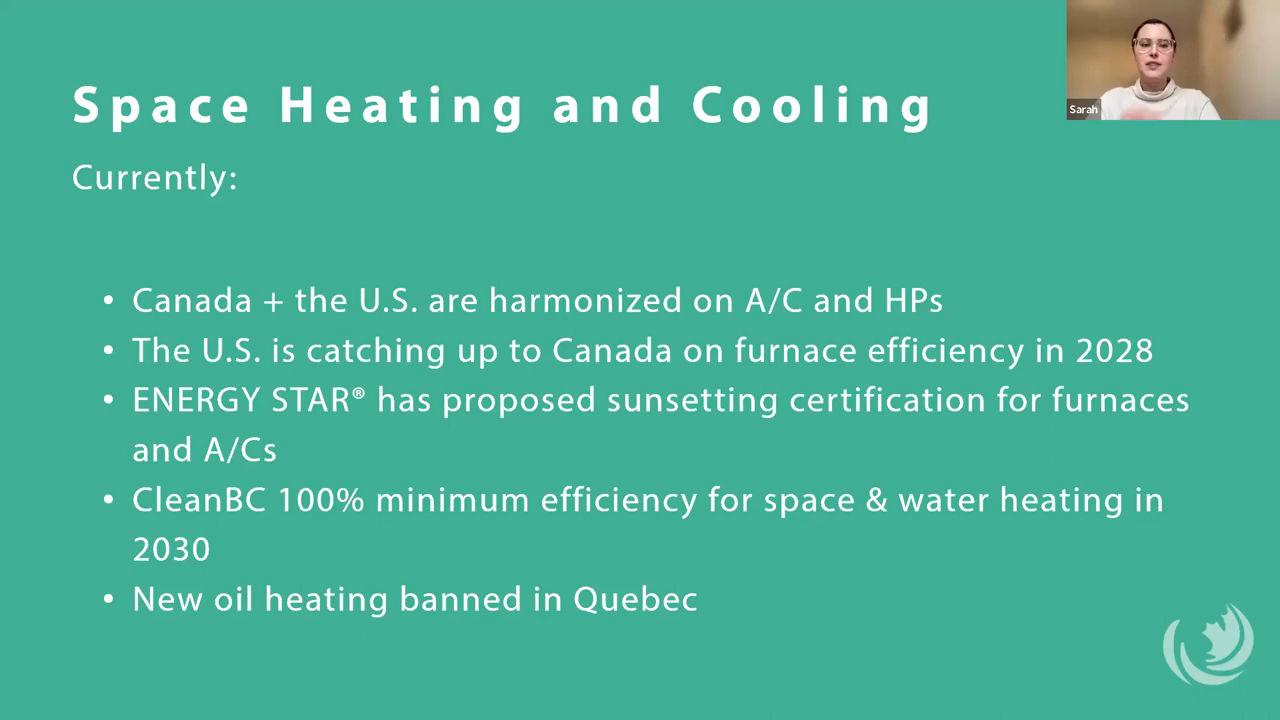 Space Heating and Cooling
Sarah
Currently:
• Canada + the U.S. are harmonized on A/C and HPs
• The U.S. is catching up to Canada on furnace efficiency in 2028
• ENERGY STAR® has proposed sunsetting certification for furnaces
and A/Cs
• CleanBC 100% minimum efficiency for space & water heating in
2030
• New oil heating banned in Quebec